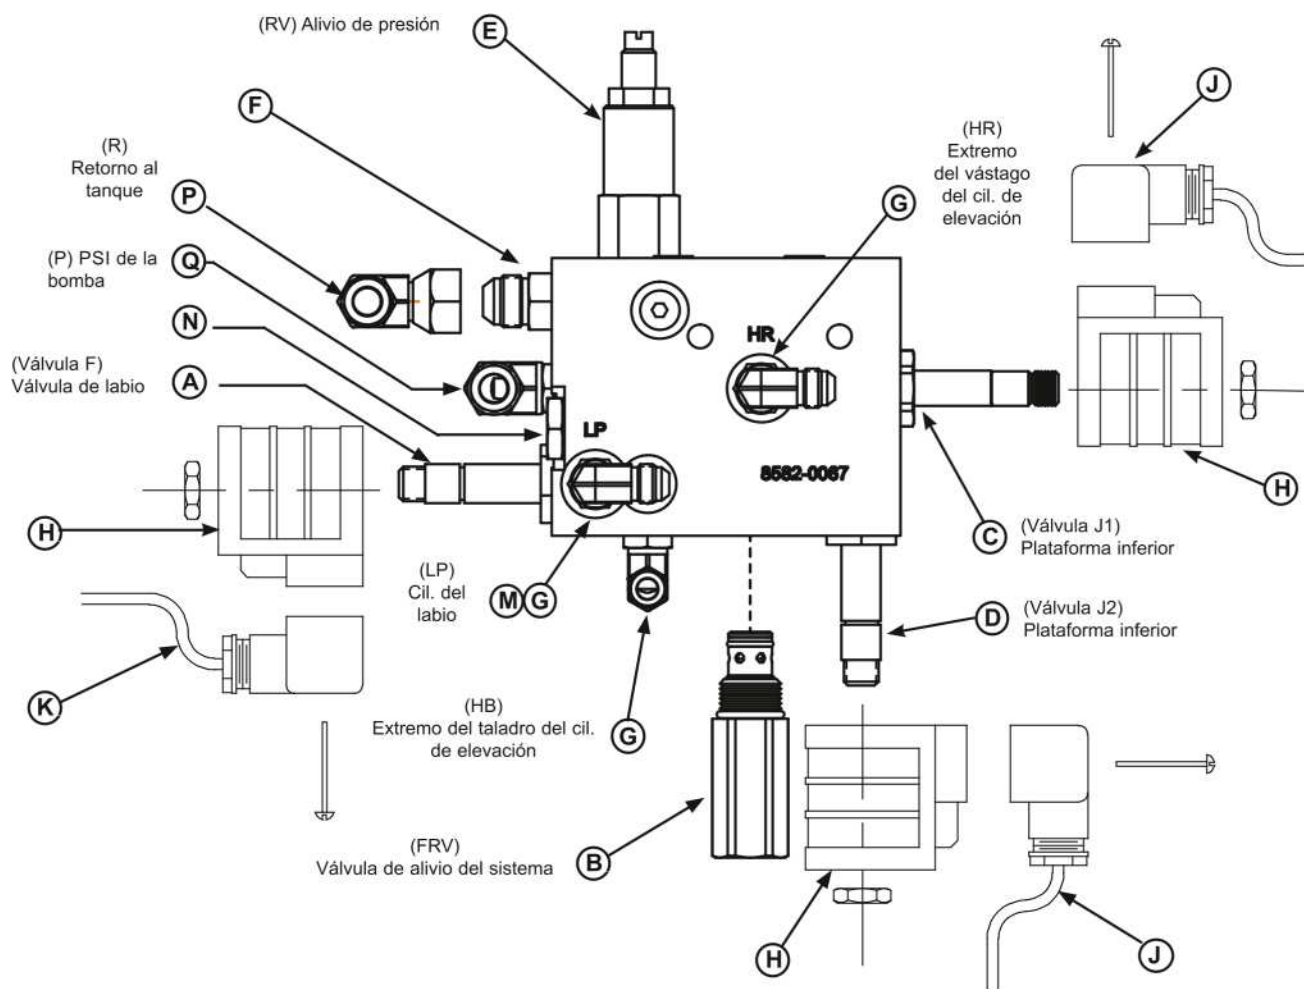 (RV) Alivio de presión
E
J
F
(HR)
Extremo
del vástago
del cil. de
elevación
(R)
Retorno al
tanque
P
G
(P) PSI de la
bomba
Q
N
HR
(Válvula F)
Válvula de labio
A
LP
8582-0067
H
H
C
(Válvula J1)
Plataforma inferior
(LP)
Cil. del
labio
M
G
D
(Válvula J2)
Plataforma inferior
K
(HB)
Extremo del taladro del cil.
de elevación
G
(FRV)
Válvula de alivio del sistema
B
H
J